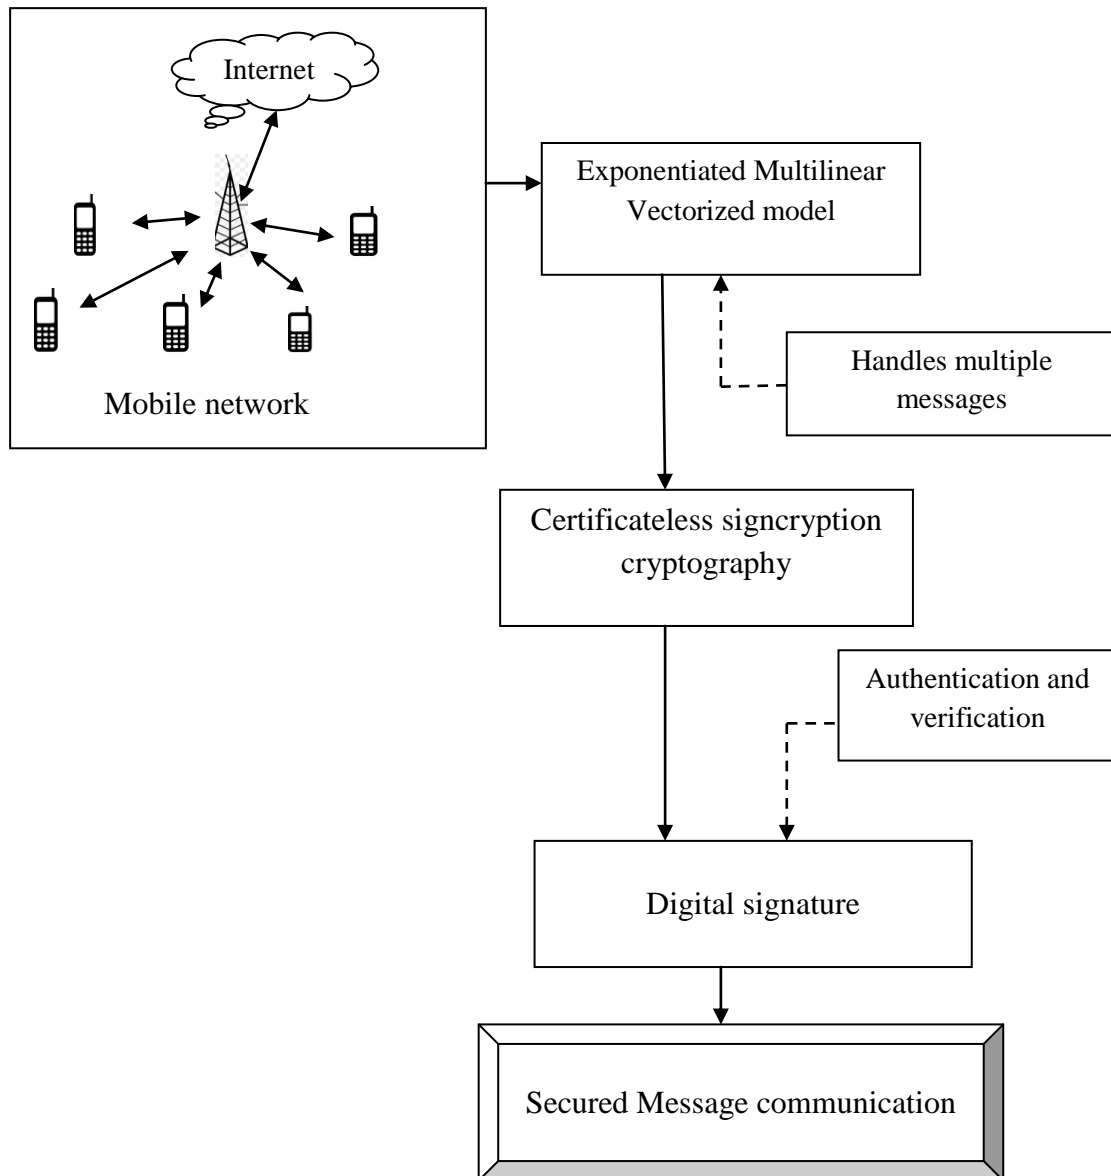 Internet
Mobile network
Exponentiated Multilinear
Vectorized model
Handles multiple
messages
Certificateless signcryption
cryptography
Authentication and
verification
Digital signature
Secured Message communication